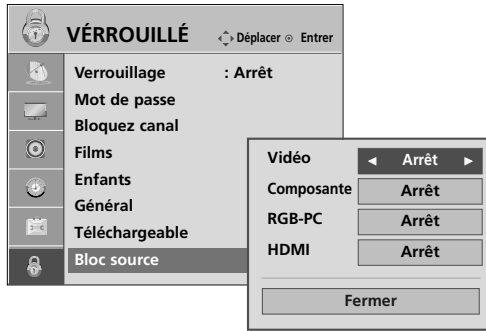 VÉRROUILLÉ Déplacer Entrer
Verrouillage : Arrêt
Mot de passe
Bloquez canal
Films
Enfants
Général
Téléchargeable
Bloc source
Vidéo ◄ Arrêt ►
Composante Arrêt
RGB-PC Arrêt
HDMI Arrêt
Fermer